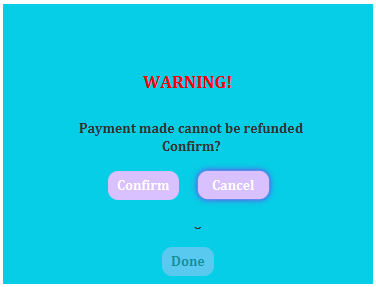 WARNING!
Payment made cannot be refunded
Confirm?
Confirm
Cancel
Done